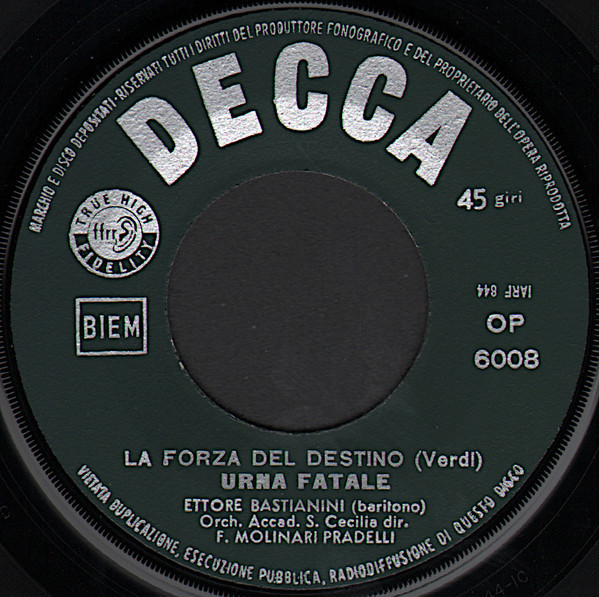 MARCHIO E DISCO DEPOSITATI · RISERVATI TUTTI I DIRITTI DEL PRODUTTORE FONOGRAFICO E DEL PROPRIETARIO DELL'OPERA RIPRODOTTA
DECCA
45 giri
TRUE HIGH
ffrr
FIDELITY
IARF 844
BIEM
OP
6008
LA FORZA DEL DESTINO (Verdi)
URNA FATALE
ETTORE BASTIANINI (baritono)
Orch. Accad. S. Cecilia dir.
F. MOLINARI PRADELLI
VIETATA DUPLICAZIONE, ESECUZIONE PUBBLICA, RADIODIFFUSIONE DI QUESTO DISCO